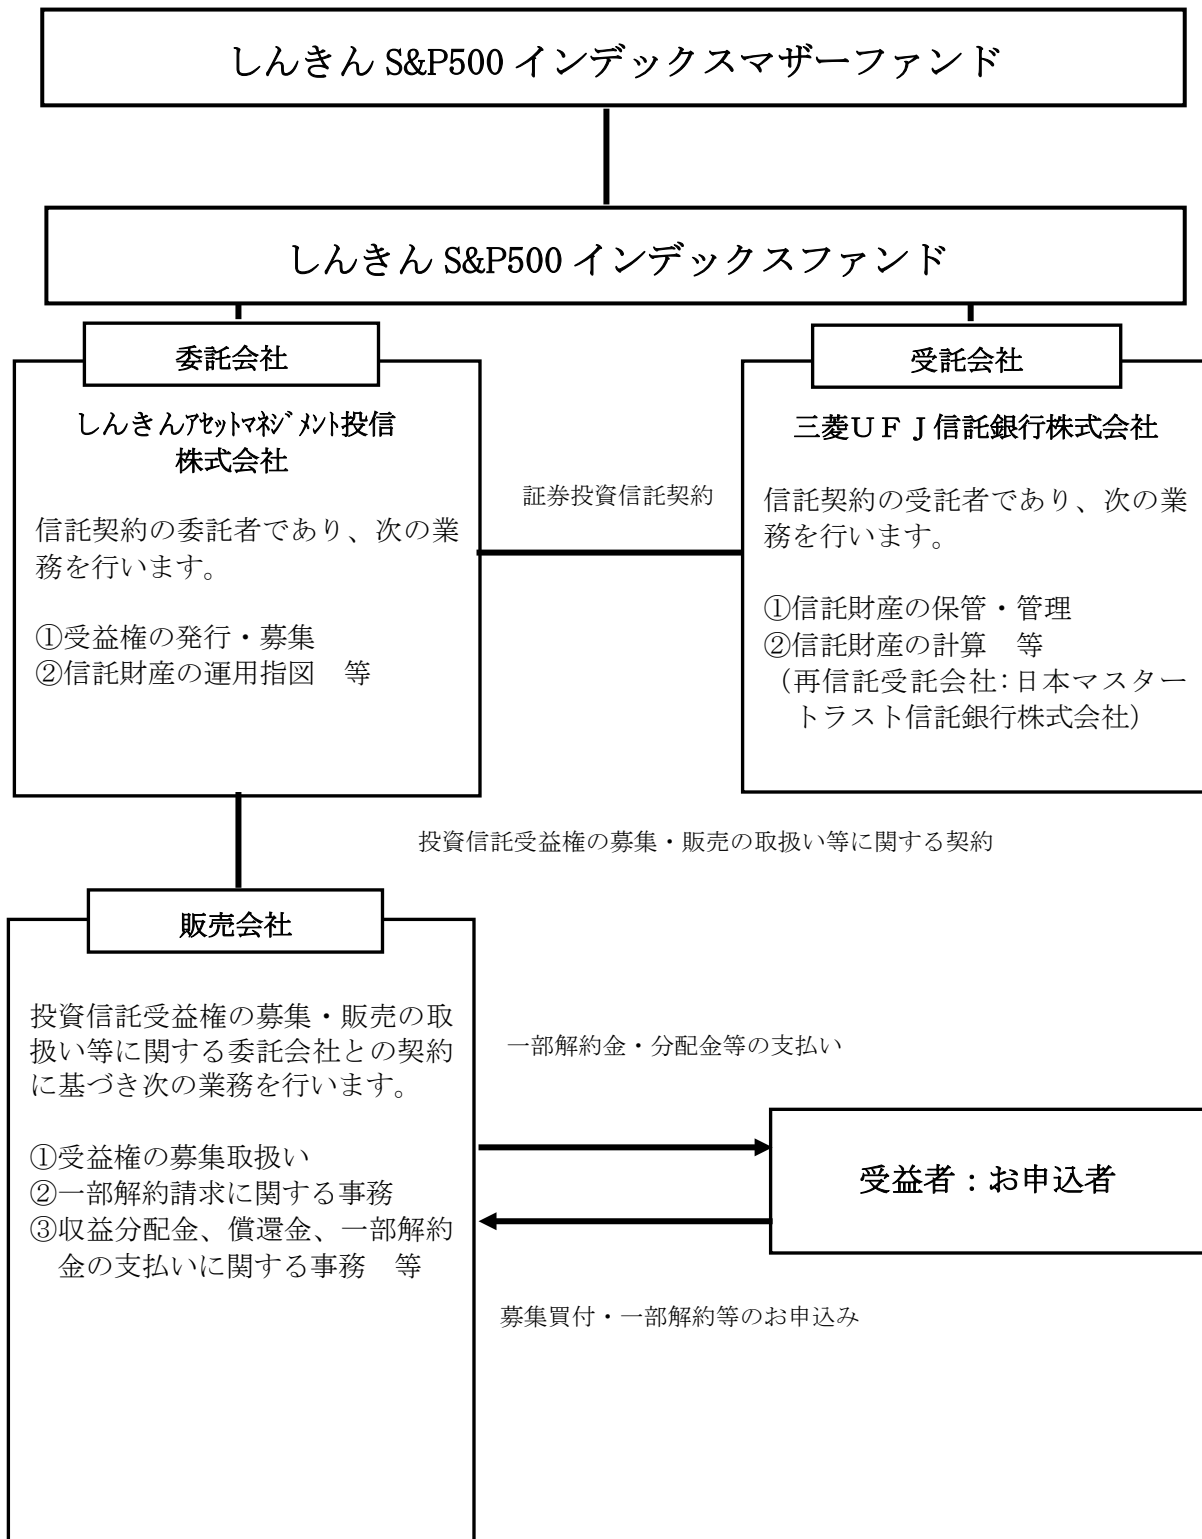 しんきん S&P500 インデックスマザーファンド
しんきん S&P500 インデックスファンド
委託会社
しんきんｱｾｯﾄﾏﾈｼﾞﾒﾝﾄ投信
株式会社
信託契約の委託者であり、次の業
務を行います。
①受益権の発行・募集
②信託財産の運用指図　等
証券投資信託契約
受託会社
三菱ＵＦＪ信託銀行株式会社
信託契約の受託者であり、次の業
務を行います。
①信託財産の保管・管理
②信託財産の計算　等
（再信託受託会社：日本マスター
トラスト信託銀行株式会社）
投資信託受益権の募集・販売の取扱い等に関する契約
販売会社
投資信託受益権の募集・販売の取
扱い等に関する委託会社との契約
に基づき次の業務を行います。
①受益権の募集取扱い
②一部解約請求に関する事務
③収益分配金、償還金、一部解約
金の支払いに関する事務　等
一部解約金・分配金等の支払い
受益者：お申込者
募集買付・一部解約等のお申込み